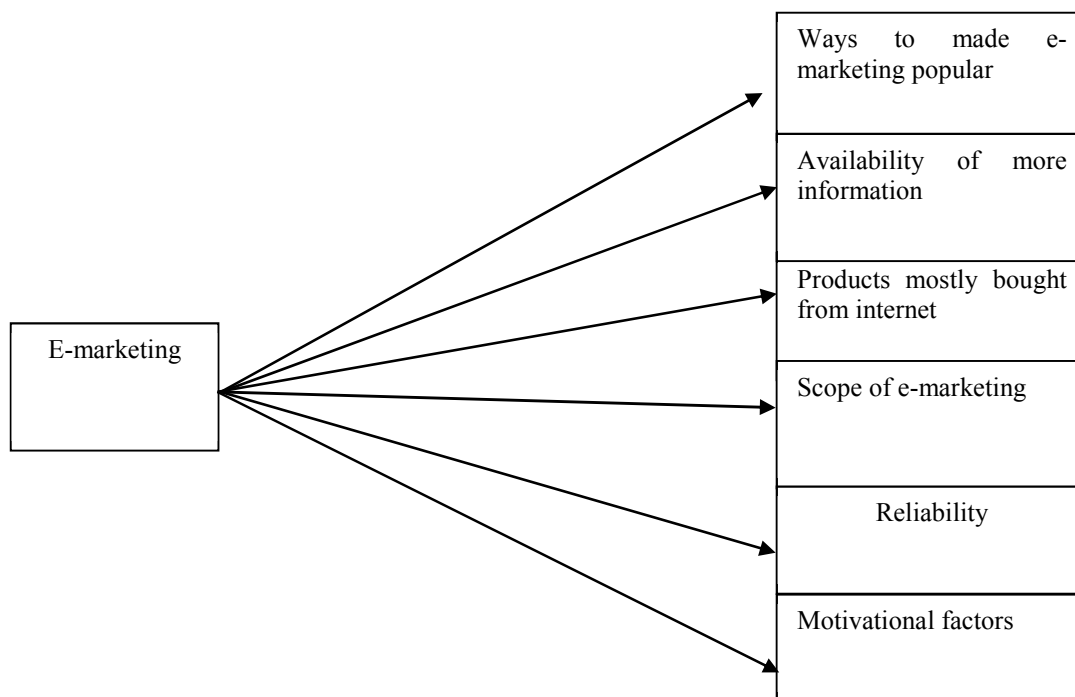 Ways to made e-
marketing popular
Availability of more
information
Products mostly bought
from internet
E-marketing
Scope of e-marketing
Reliability
Motivational factors